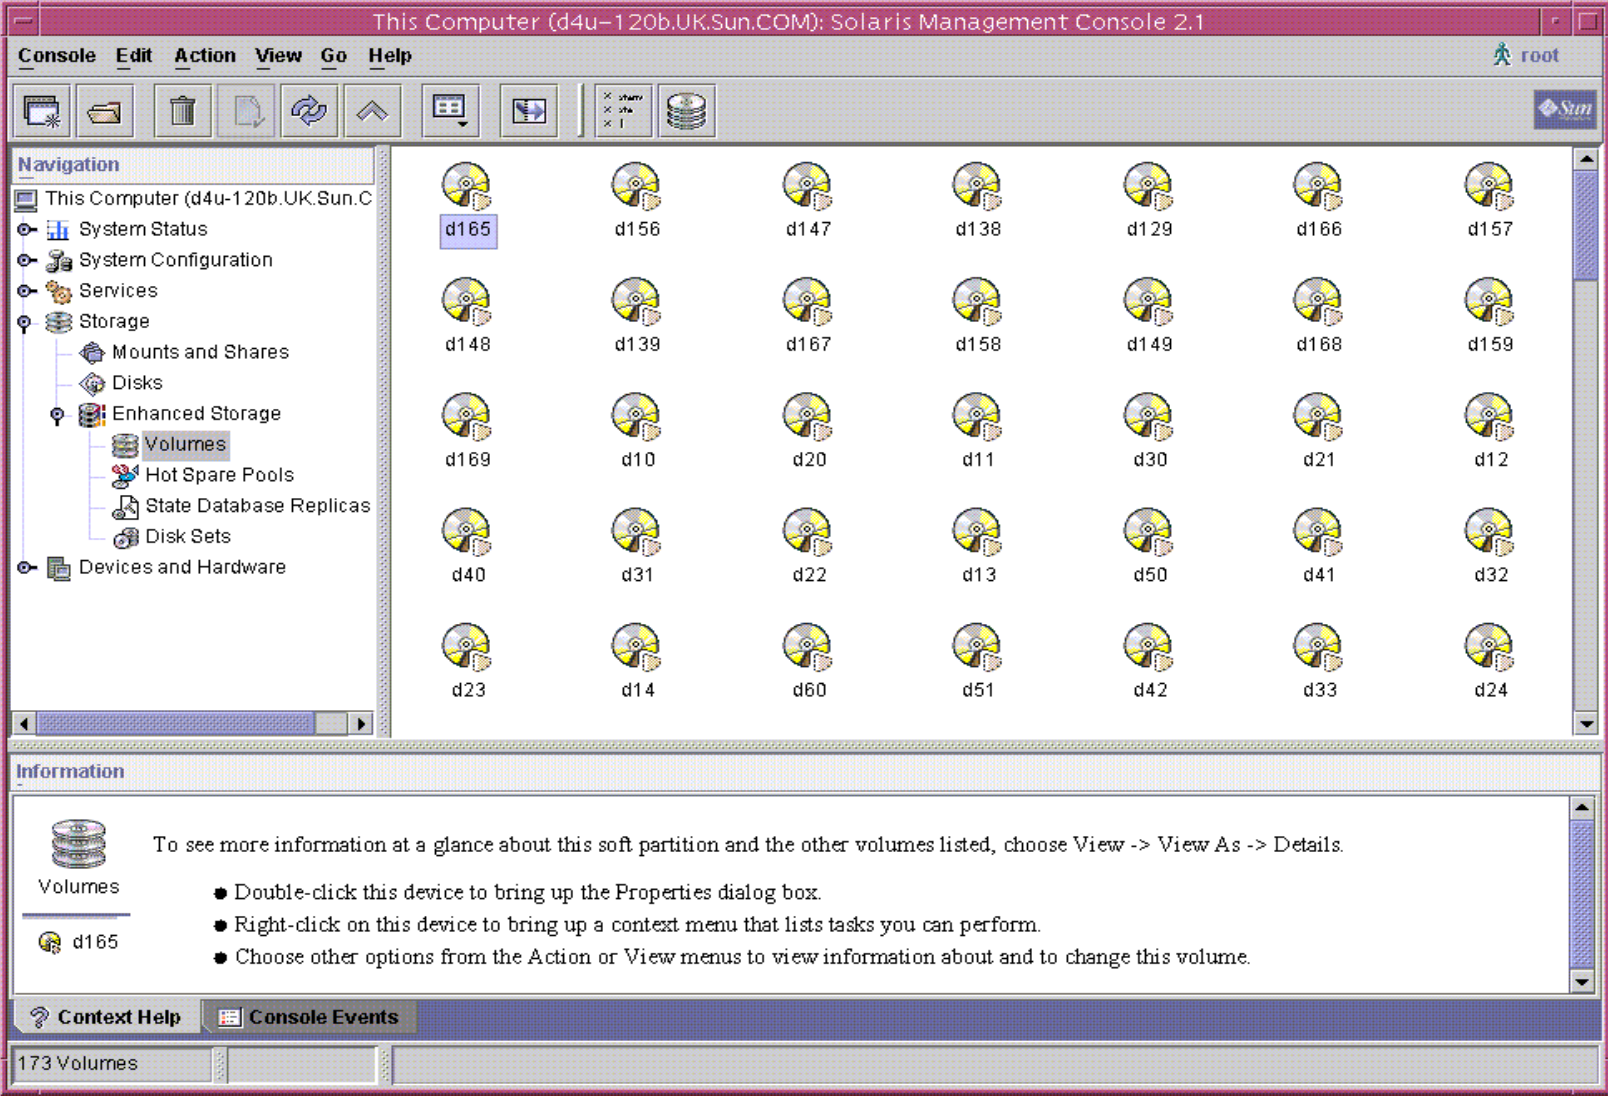 This Computer (d4u-120b.UK.Sun.COM): Solaris Management Console 2.1
Console Edit Action View Go Help root
Sun
Navigation
This Computer (d4u-120b.UK.Sun.C
System Status
System Configuration
Services
Storage
Mounts and Shares
Disks
Enhanced Storage
Volumes
Hot Spare Pools
State Database Replicas
Disk Sets
Devices and Hardware
d165 d156 d147 d138 d129 d166 d157
d148 d139 d167 d158 d149 d168 d159
d169 d10 d20 d11 d30 d21 d12
d40 d31 d22 d13 d50 d41 d32
d23 d14 d60 d51 d42 d33 d24
Information
Volumes
d165
To see more information at a glance about this soft partition and the other volumes listed, choose View -> View As -> Details.
● Double-click this device to bring up the Properties dialog box.
● Right-click on this device to bring up a context menu that lists tasks you can perform.
● Choose other options from the Action or View menus to view information about and to change this volume.
Context Help Console Events
173 Volumes